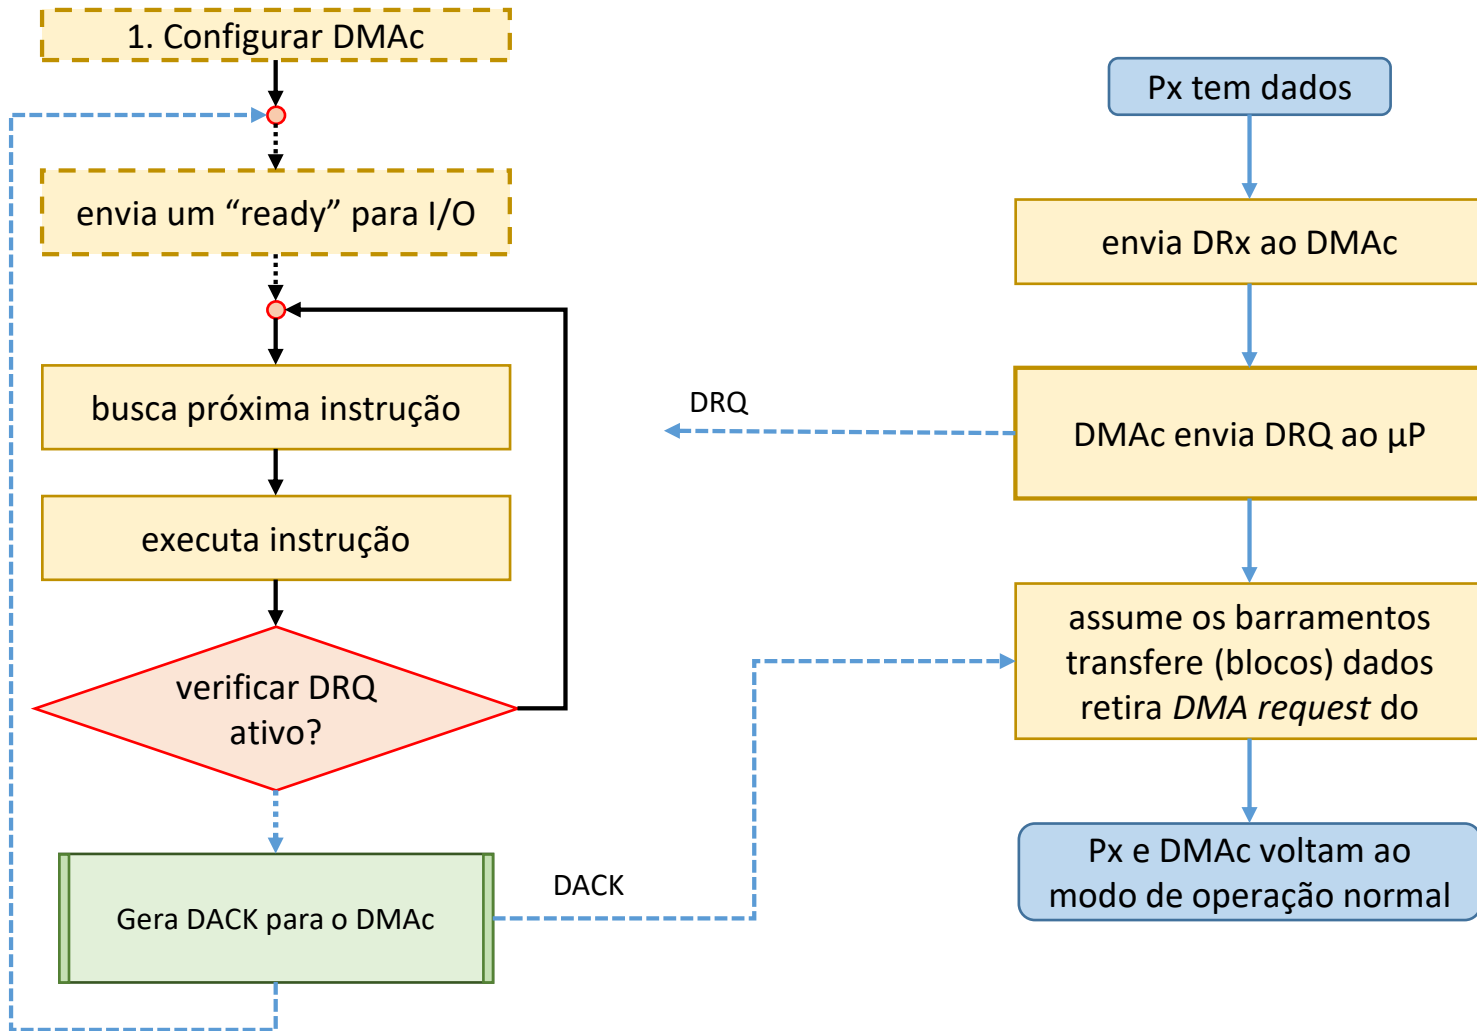 1. Configurar DMAc
envia um “ready” para I/O
busca próxima instrução
executa instrução
verificar DRQ
ativo?
Gera DACK para o DMAc
DRQ
DACK
Px tem dados
envia DRx ao DMAc
DMAc envia DRQ ao µP
assume os barramentos
transfere (blocos) dados
retira DMA request do
Px e DMAc voltam ao
modo de operação normal